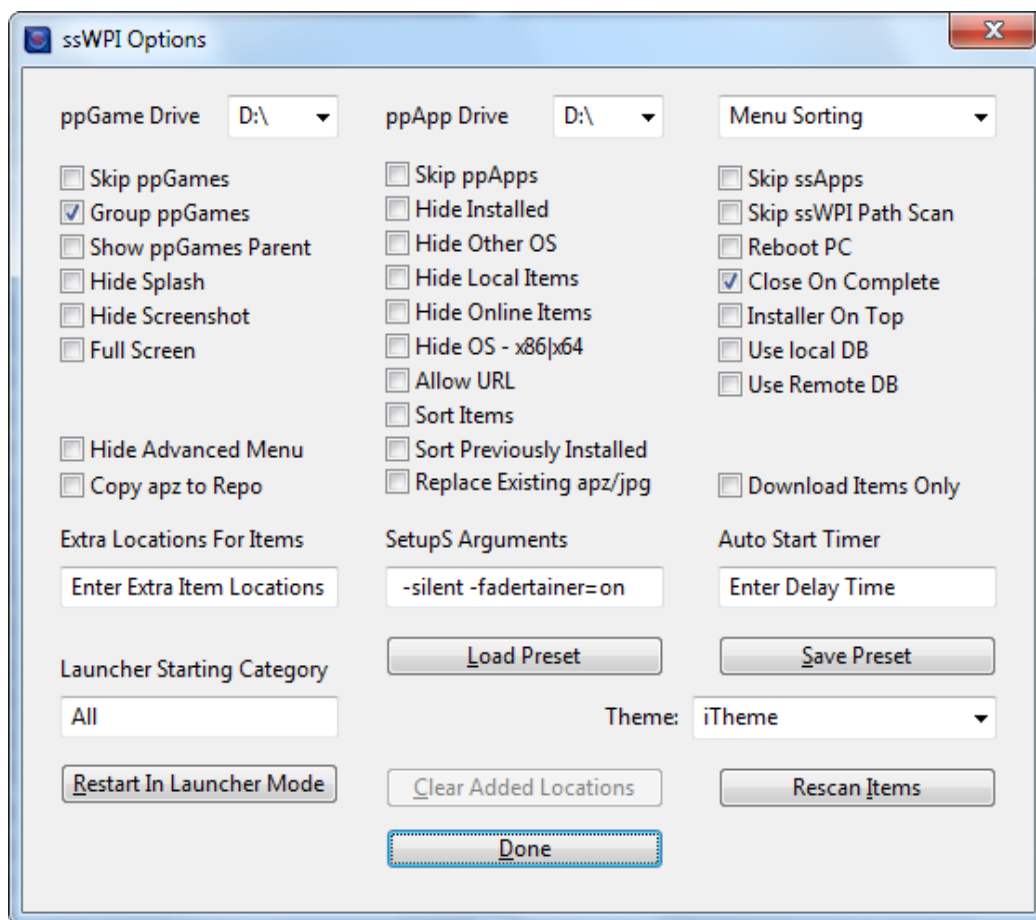 ssWPI Options
ppGame Drive D:\ ppApp Drive D:\ Menu Sorting
Skip ppGames
Group ppGames
Show ppGames Parent
Hide Splash
Hide Screenshot
Full Screen
Hide Advanced Menu
Copy apz to Repo
Skip ppApps
Hide Installed
Hide Other OS
Hide Local Items
Hide Online Items
Hide OS - x86|x64
Allow URL
Sort Items
Sort Previously Installed
Replace Existing apz/jpg
Skip ssApps
Skip ssWPI Path Scan
Reboot PC
Close On Complete
Installer On Top
Use local DB
Use Remote DB
Download Items Only
Extra Locations For Items
Enter Extra Item Locations
SetupS Arguments
-silent -fadertainer=on
Auto Start Timer
Enter Delay Time
Load Preset
Save Preset
Launcher Starting Category
All
Theme: iTheme
Restart In Launcher Mode
Clear Added Locations
Rescan Items
Done